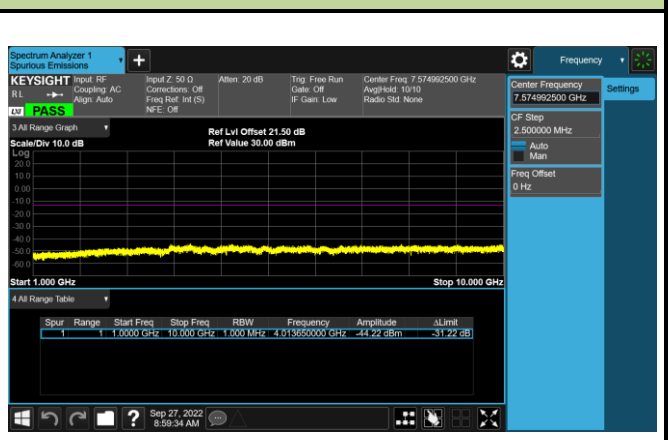 Spectrum Analyzer 1
Spurious Emissions
+
Frequency
KEYSIGHT Input: RF Input Z: 50 Ω Atten: 20 dB Trig: Free Run Center Freq: 7.574992500 GHz
R L Coupling: AC Corrections: Off Gate: Off Avg|Hold: 10/10
Align: Auto Freq Ref: Int (S) IF Gain: Low Radio Std: None
NFE: Off
LXI PASS
Center Frequency
7.574992500 GHz
Settings
CF Step
2.500000 MHz
Auto
Man
Freq Offset
0 Hz
3 All Range Graph
Ref Lvl Offset 21.50 dB
Scale/Div 10.0 dB Ref Value 30.00 dBm
Log
20.0
10.0
0.00
-10.0
-20.0
-30.0
-40.0
-50.0
-60.0
Start 1.000 GHz Stop 10.000 GHz
4 All Range Table
Spur Range Start Freq Stop Freq RBW Frequency Amplitude ΔLimit
1 1 1.0000 GHz 10.000 GHz 1.000 MHz 4.013650000 GHz -44.22 dBm -31.22 dB
? Sep 27, 2022
8:59:34 AM